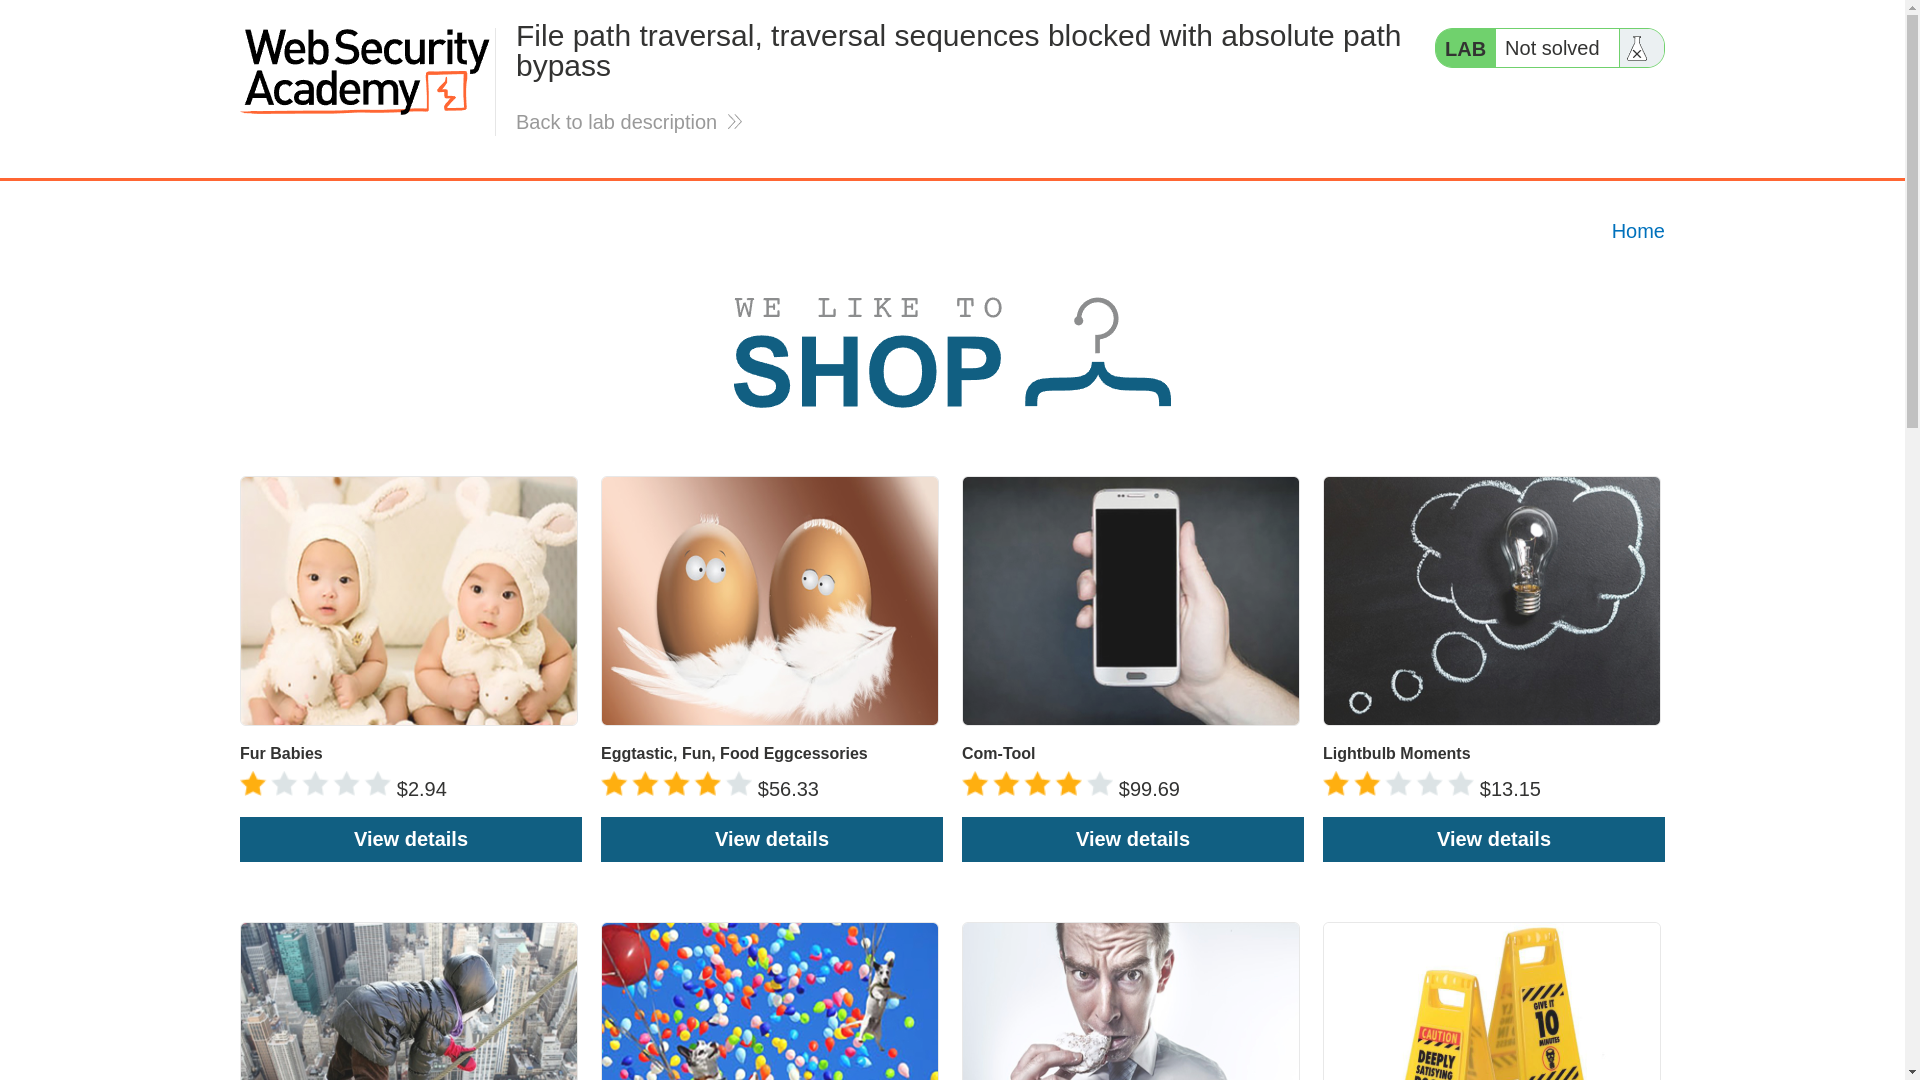 Web Security
Academy
File path traversal, traversal sequences blocked with absolute path
bypass
Back to lab description
LAB Not solved
Home
WE LIKE TO
SHOP
Fur Babies
$2.94
View details
Eggtastic, Fun, Food Eggcessories
$56.33
View details
Com-Tool
$99.69
View details
Lightbulb Moments
$13.15
View details
CAUTION
DEEPLY
SATISFYING
GIVE IT
10
MINUTES